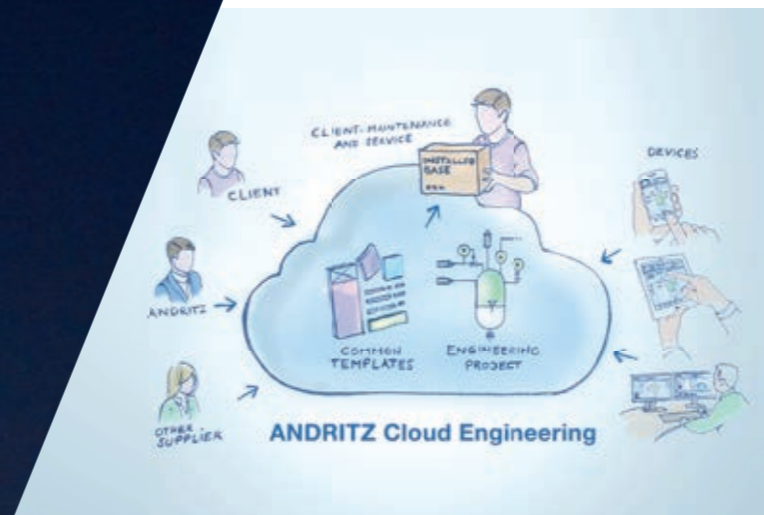 CLIENT-MAINTENANCE
AND SERVICE
INSTALLED
BASE
DEVICES
CLIENT
ANDRITZ
COMMON
TEMPLATES
ENGINEERING
PROJECT
OTHER
SUPPLIER
ANDRITZ Cloud Engineering